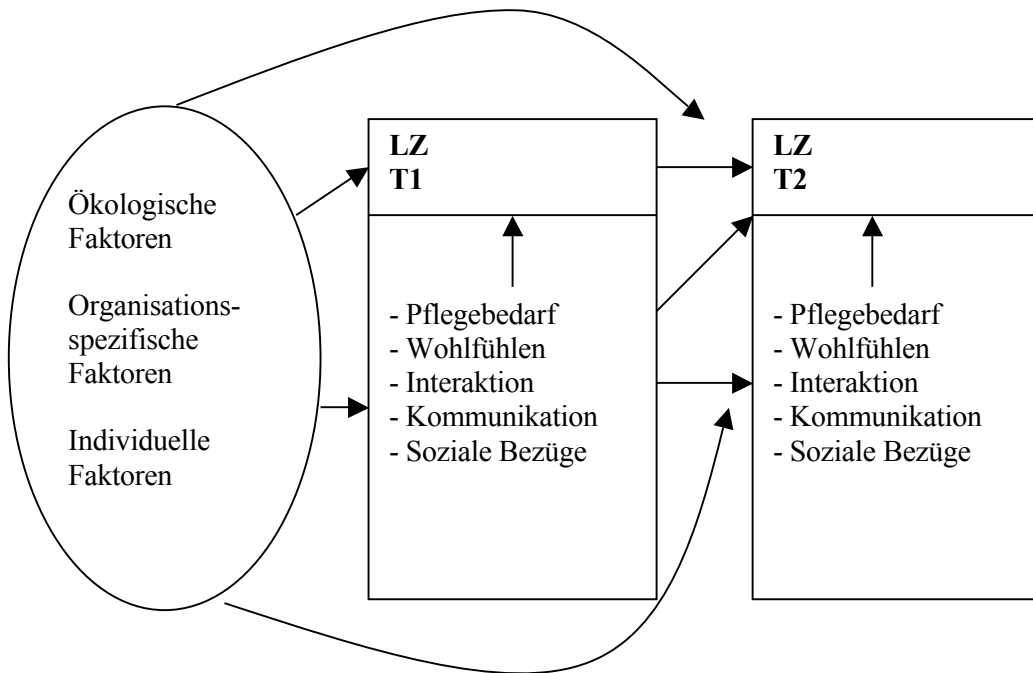 Ökologische
Faktoren
Organisations-
spezifische
Faktoren
Individuelle
Faktoren
LZ
T1
- Pflegebedarf
- Wohlfühlen
- Interaktion
- Kommunikation
- Soziale Bezüge
LZ
T2
- Pflegebedarf
- Wohlfühlen
- Interaktion
- Kommunikation
- Soziale Bezüge